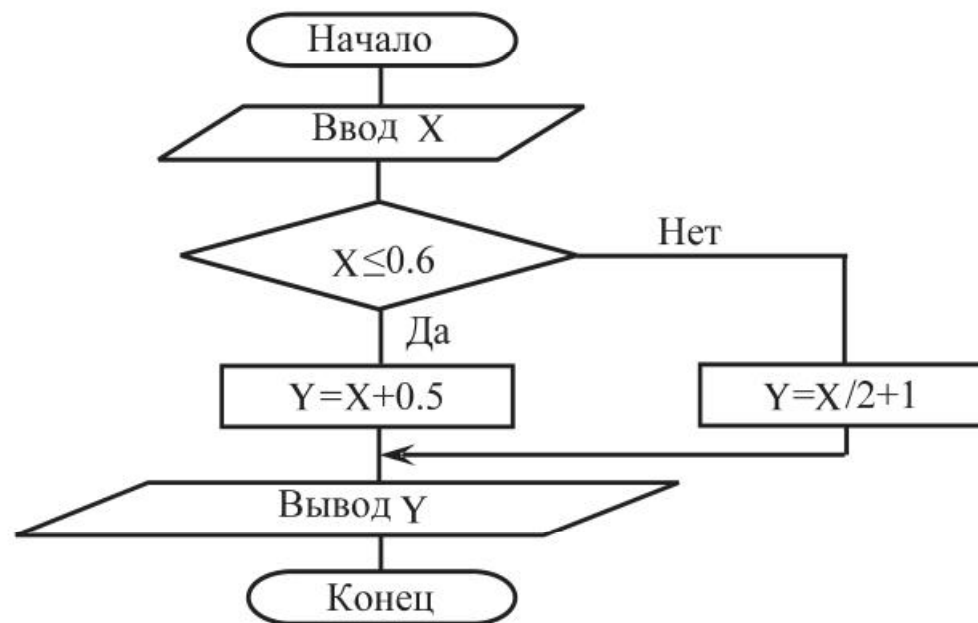 Начало
Ввод X
X≤0.6
Нет
Да
Y=X+0.5
Y=X/2+1
Вывод Y
Конец